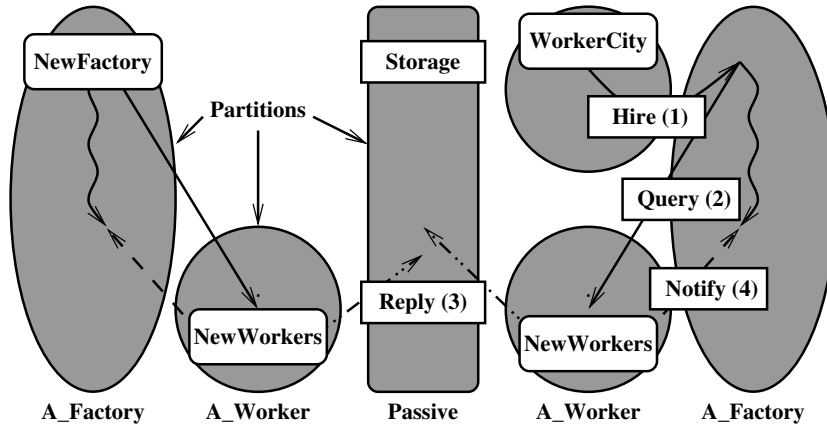 WorkerCity
NewFactory
Storage
Partitions
Hire (1)
Query (2)
Reply (3)
Notify (4)
NewWorkers
NewWorkers
A_Factory
A_Worker
Passive
A_Worker
A_Factory